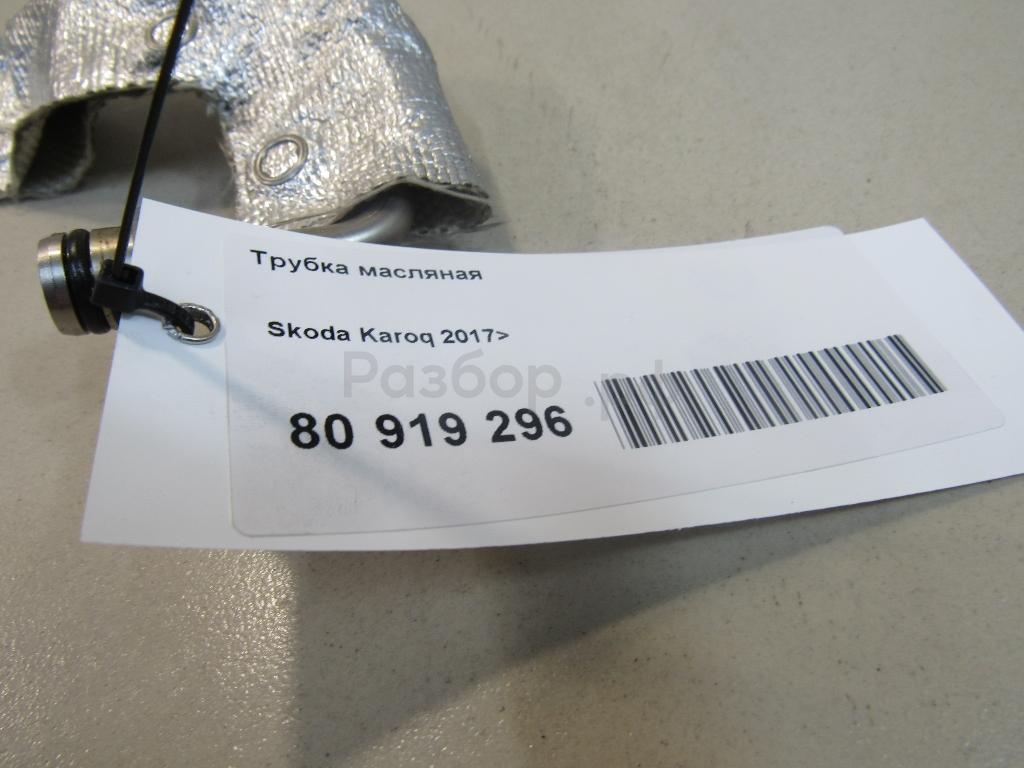 Трубка масляная
Skoda Karoq 2017>
Разбор
80 919 296